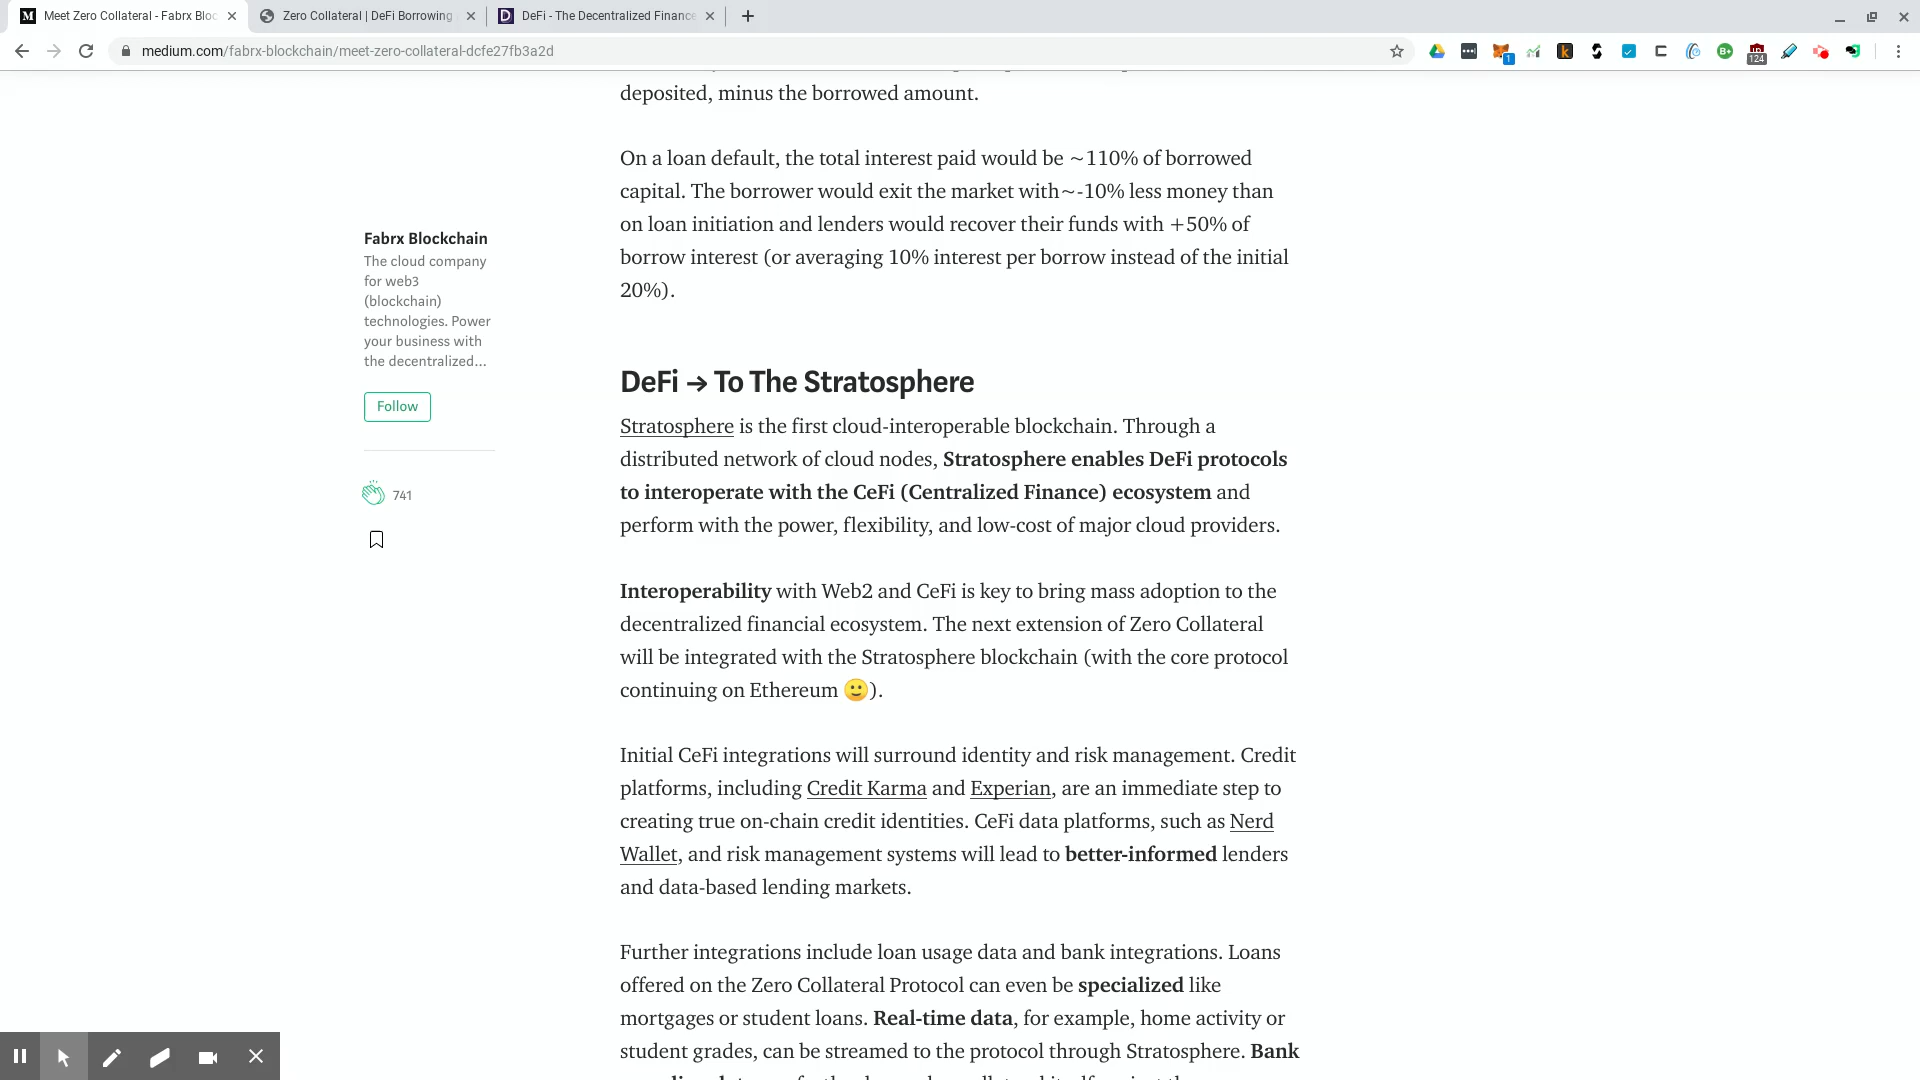 Meet Zero Collateral - Fabrx Bloc
Zero Collateral | DeFi Borrowing
DeFi - The Decentralized Finance
medium.com/fabrx-blockchain/meet-zero-collateral-dcfe27fb3a2d
1
124
deposited, minus the borrowed amount.
On a loan default, the total interest paid would be ~110% of borrowed
capital. The borrower would exit the market with~-10% less money than
on loan initiation and lenders would recover their funds with +50% of
borrow interest (or averaging 10% interest per borrow instead of the initial
20%).
Fabrx Blockchain
The cloud company
for web3
(blockchain)
technologies. Power
your business with
the decentralized...
Follow
741
DeFi → To The Stratosphere
Stratosphere is the first cloud-interoperable blockchain. Through a
distributed network of cloud nodes, Stratosphere enables DeFi protocols
to interoperate with the CeFi (Centralized Finance) ecosystem and
perform with the power, flexibility, and low-cost of major cloud providers.
Interoperability with Web2 and CeFi is key to bring mass adoption to the
decentralized financial ecosystem. The next extension of Zero Collateral
will be integrated with the Stratosphere blockchain (with the core protocol
continuing on Ethereum 🙂).
Initial CeFi integrations will surround identity and risk management. Credit
platforms, including Credit Karma and Experian, are an immediate step to
creating true on-chain credit identities. CeFi data platforms, such as Nerd
Wallet, and risk management systems will lead to better-informed lenders
and data-based lending markets.
Further integrations include loan usage data and bank integrations. Loans
offered on the Zero Collateral Protocol can even be specialized like
mortgages or student loans. Real-time data, for example, home activity or
student grades, can be streamed to the protocol through Stratosphere. Bank